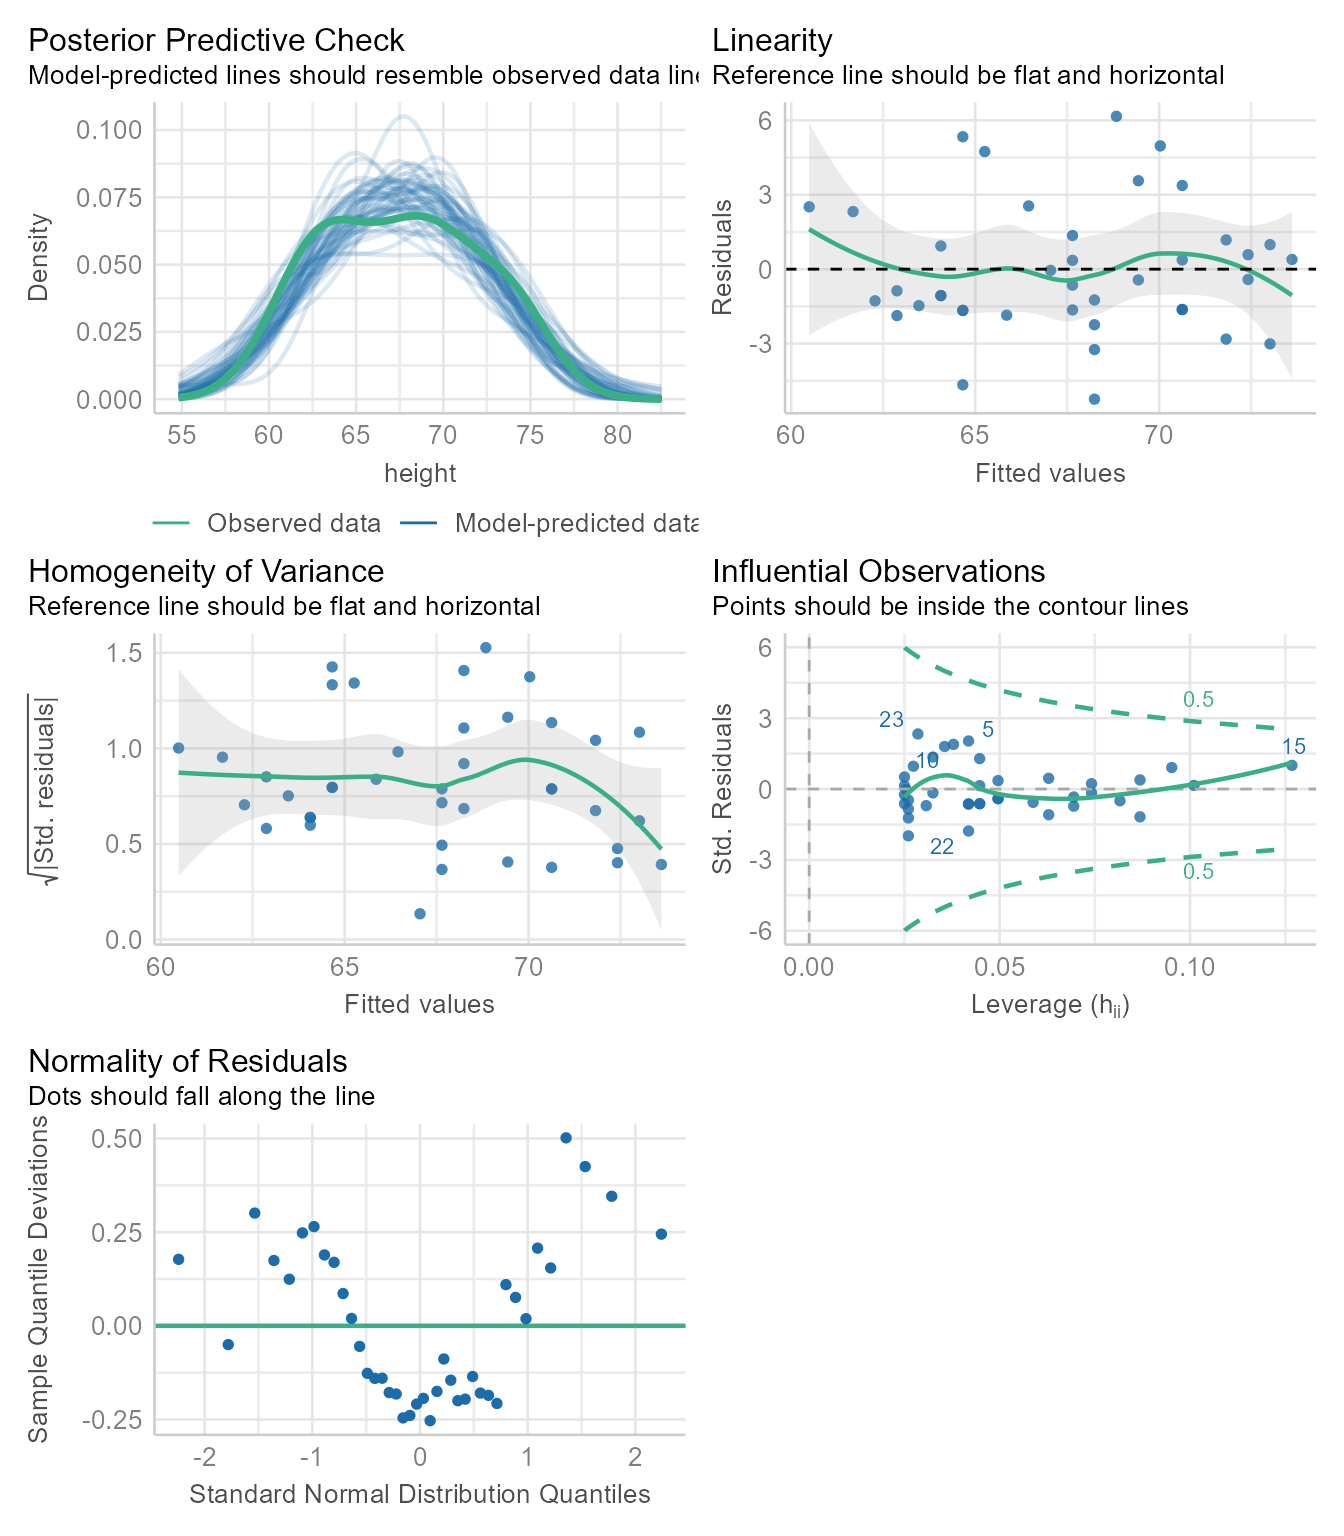 Posterior Predictive Check
Model-predicted lines should resemble observed data line
Density
0.100
0.075
0.050
0.025
0.000
55 60 65 70 75 80
height
Observed data Model-predicted data
Linearity
Reference line should be flat and horizontal
Residuals
6
3
0
-3
60 65 70
Fitted values
Homogeneity of Variance
Reference line should be flat and horizontal
√|Std. residuals|
1.5
1.0
0.5
0.0
60 65 70
Fitted values
Influential Observations
Points should be inside the contour lines
Std. Residuals
6
3
0
-3
-6
0.5
23
5
15
10
22
0.5
0.00 0.05 0.10
Leverage (hii)
Normality of Residuals
Dots should fall along the line
Sample Quantile Deviations
0.50
0.25
0.00
-0.25
-2 -1 0 1 2
Standard Normal Distribution Quantiles